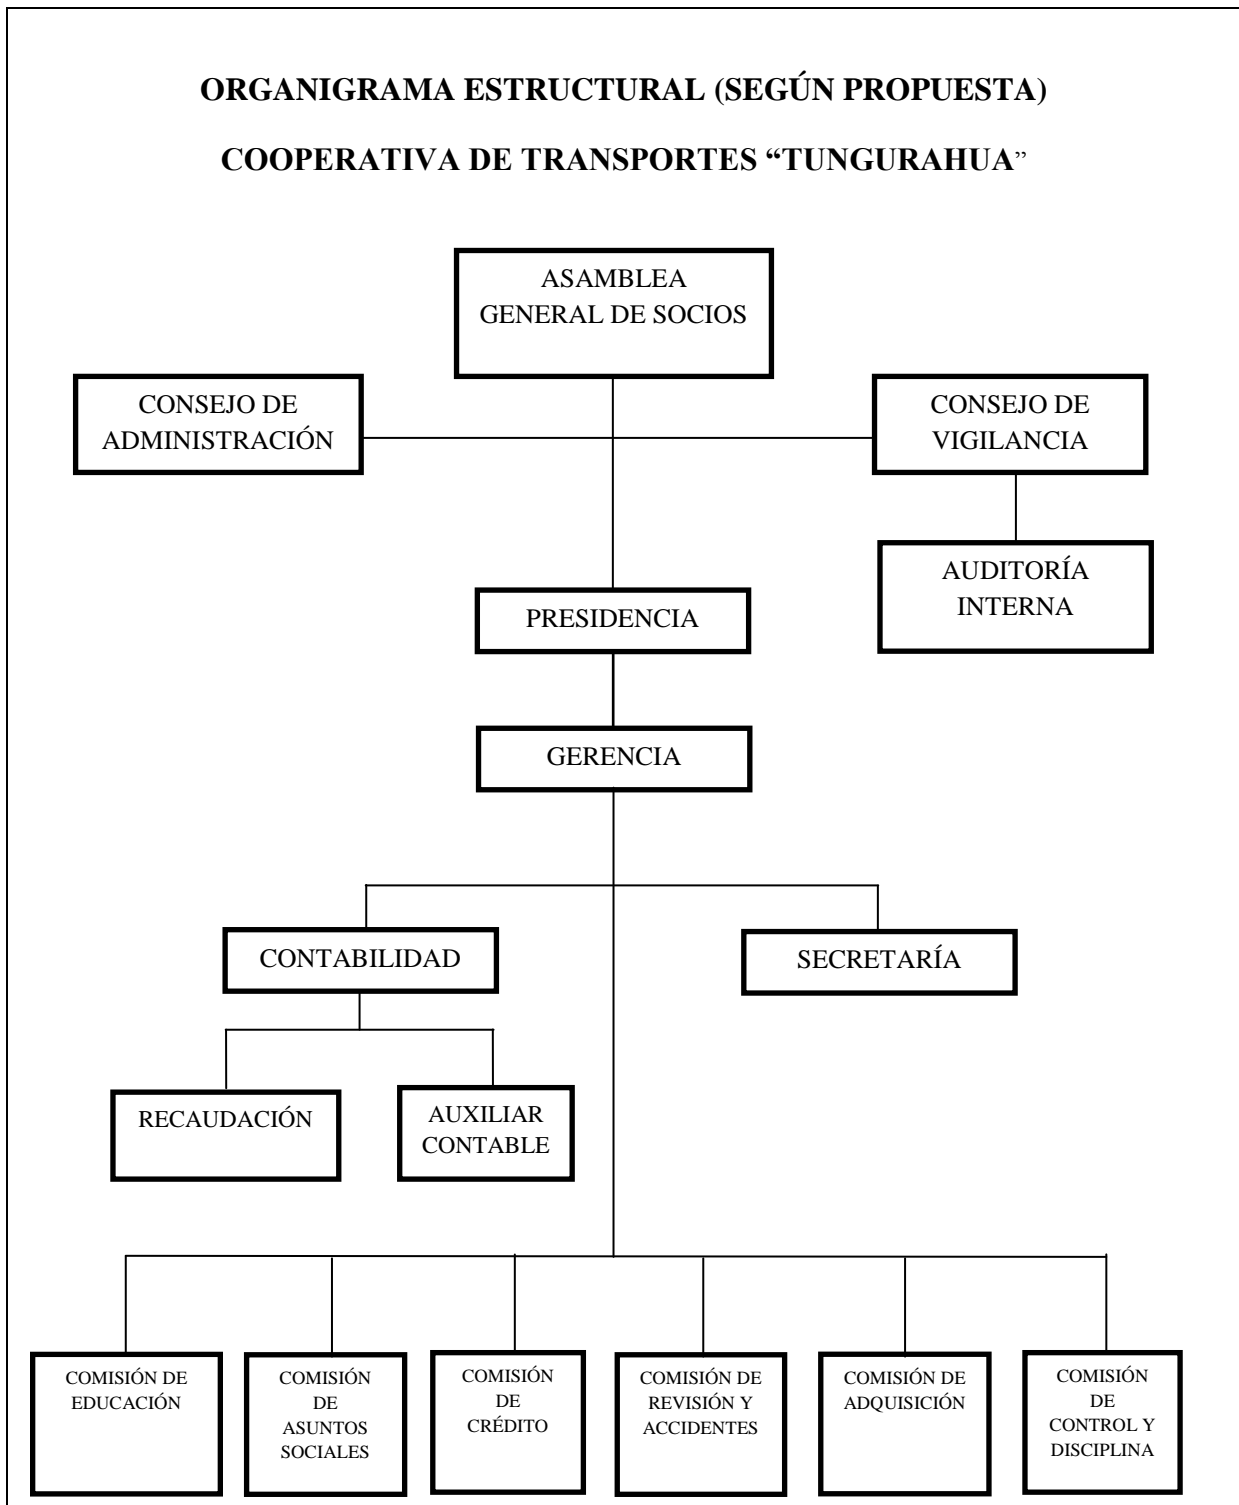 ORGANIGRAMA ESTRUCTURAL (SEGÚN PROPUESTA)
COOPERATIVA DE TRANSPORTES “TUNGURAHUA”
ASAMBLEA
GENERAL DE SOCIOS
CONSEJO DE
ADMINISTRACIÓN
CONSEJO DE
VIGILANCIA
AUDITORÍA
INTERNA
PRESIDENCIA
GERENCIA
CONTABILIDAD
SECRETARÍA
RECAUDACIÓN
AUXILIAR
CONTABLE
COMISIÓN DE
EDUCACIÓN
COMISIÓN
DE
ASUNTOS
SOCIALES
COMISIÓN
DE
CRÉDITO
COMISIÓN DE
REVISIÓN Y
ACCIDENTES
COMISIÓN DE
ADQUISICIÓN
COMISIÓN
DE
CONTROL Y
DISCIPLINA